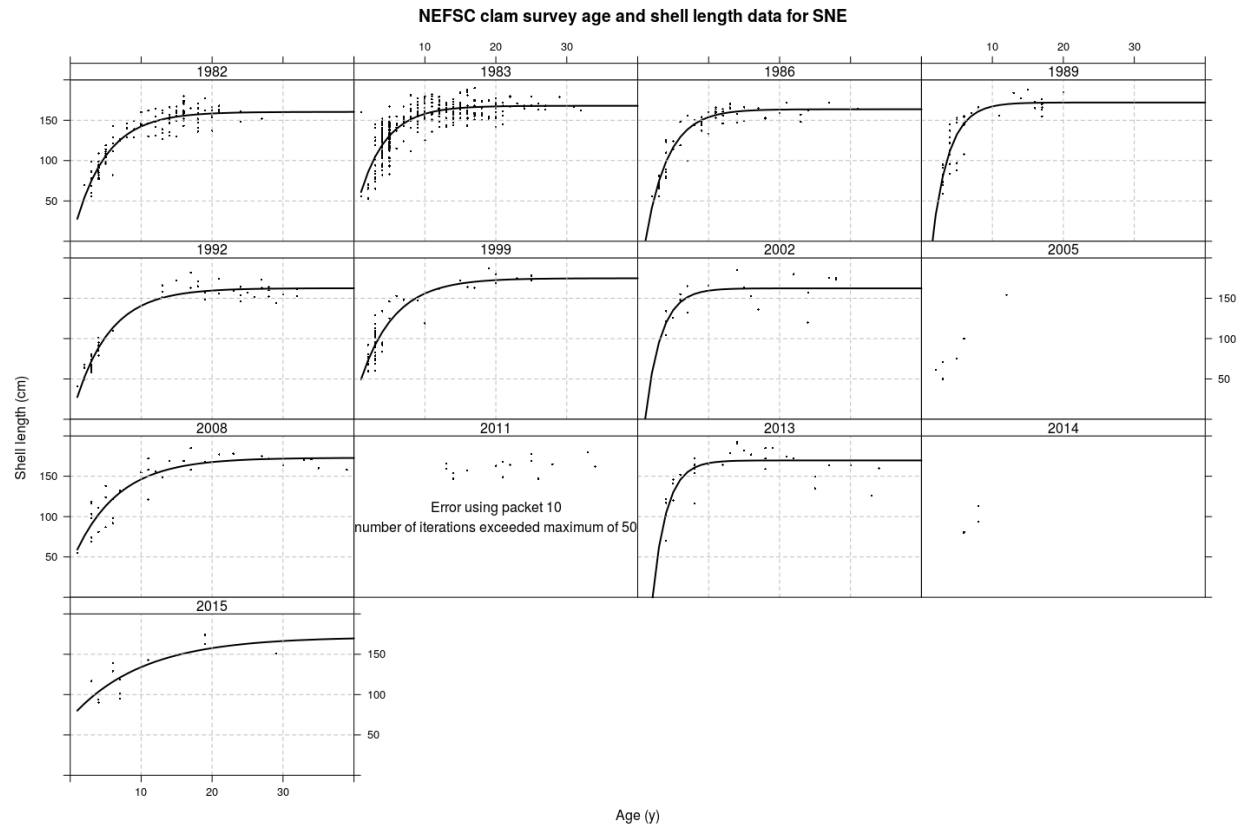 NEFSC clam survey age and shell length data for SNE
10 20 30 10 20 30
1982 1983 1986 1989
150
100
50
1992 1999 2002 2005
150
100
50
2008 2011 2013 2014
150
100
50
Error using packet 10
number of iterations exceeded maximum of 50
2015
150
100
50
10 20 30
Shell length (cm)
Age (y)